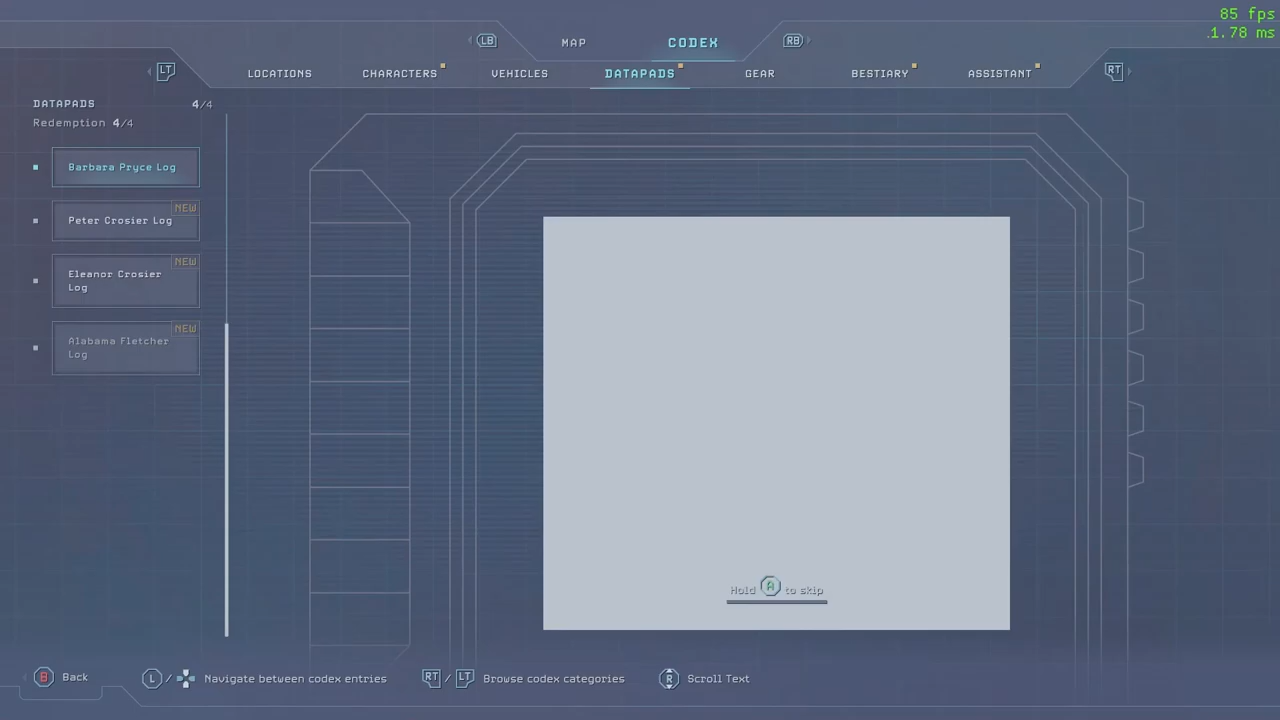 85 fps
1.78 ms
LB MAP CODEX RB
LT LOCATIONS CHARACTERS VEHICLES DATAPADS GEAR BESTIARY ASSISTANT RT
DATAPADS 4/4
Redemption 4/4
Barbara Pryce Log
NEW
Peter Crosier Log
NEW
Eleanor Crosier
Log
NEW
Alabama Fletcher
Log
Hold A to skip
B Back L / Navigate between codex entries RT / LT Browse codex categories R Scroll Text